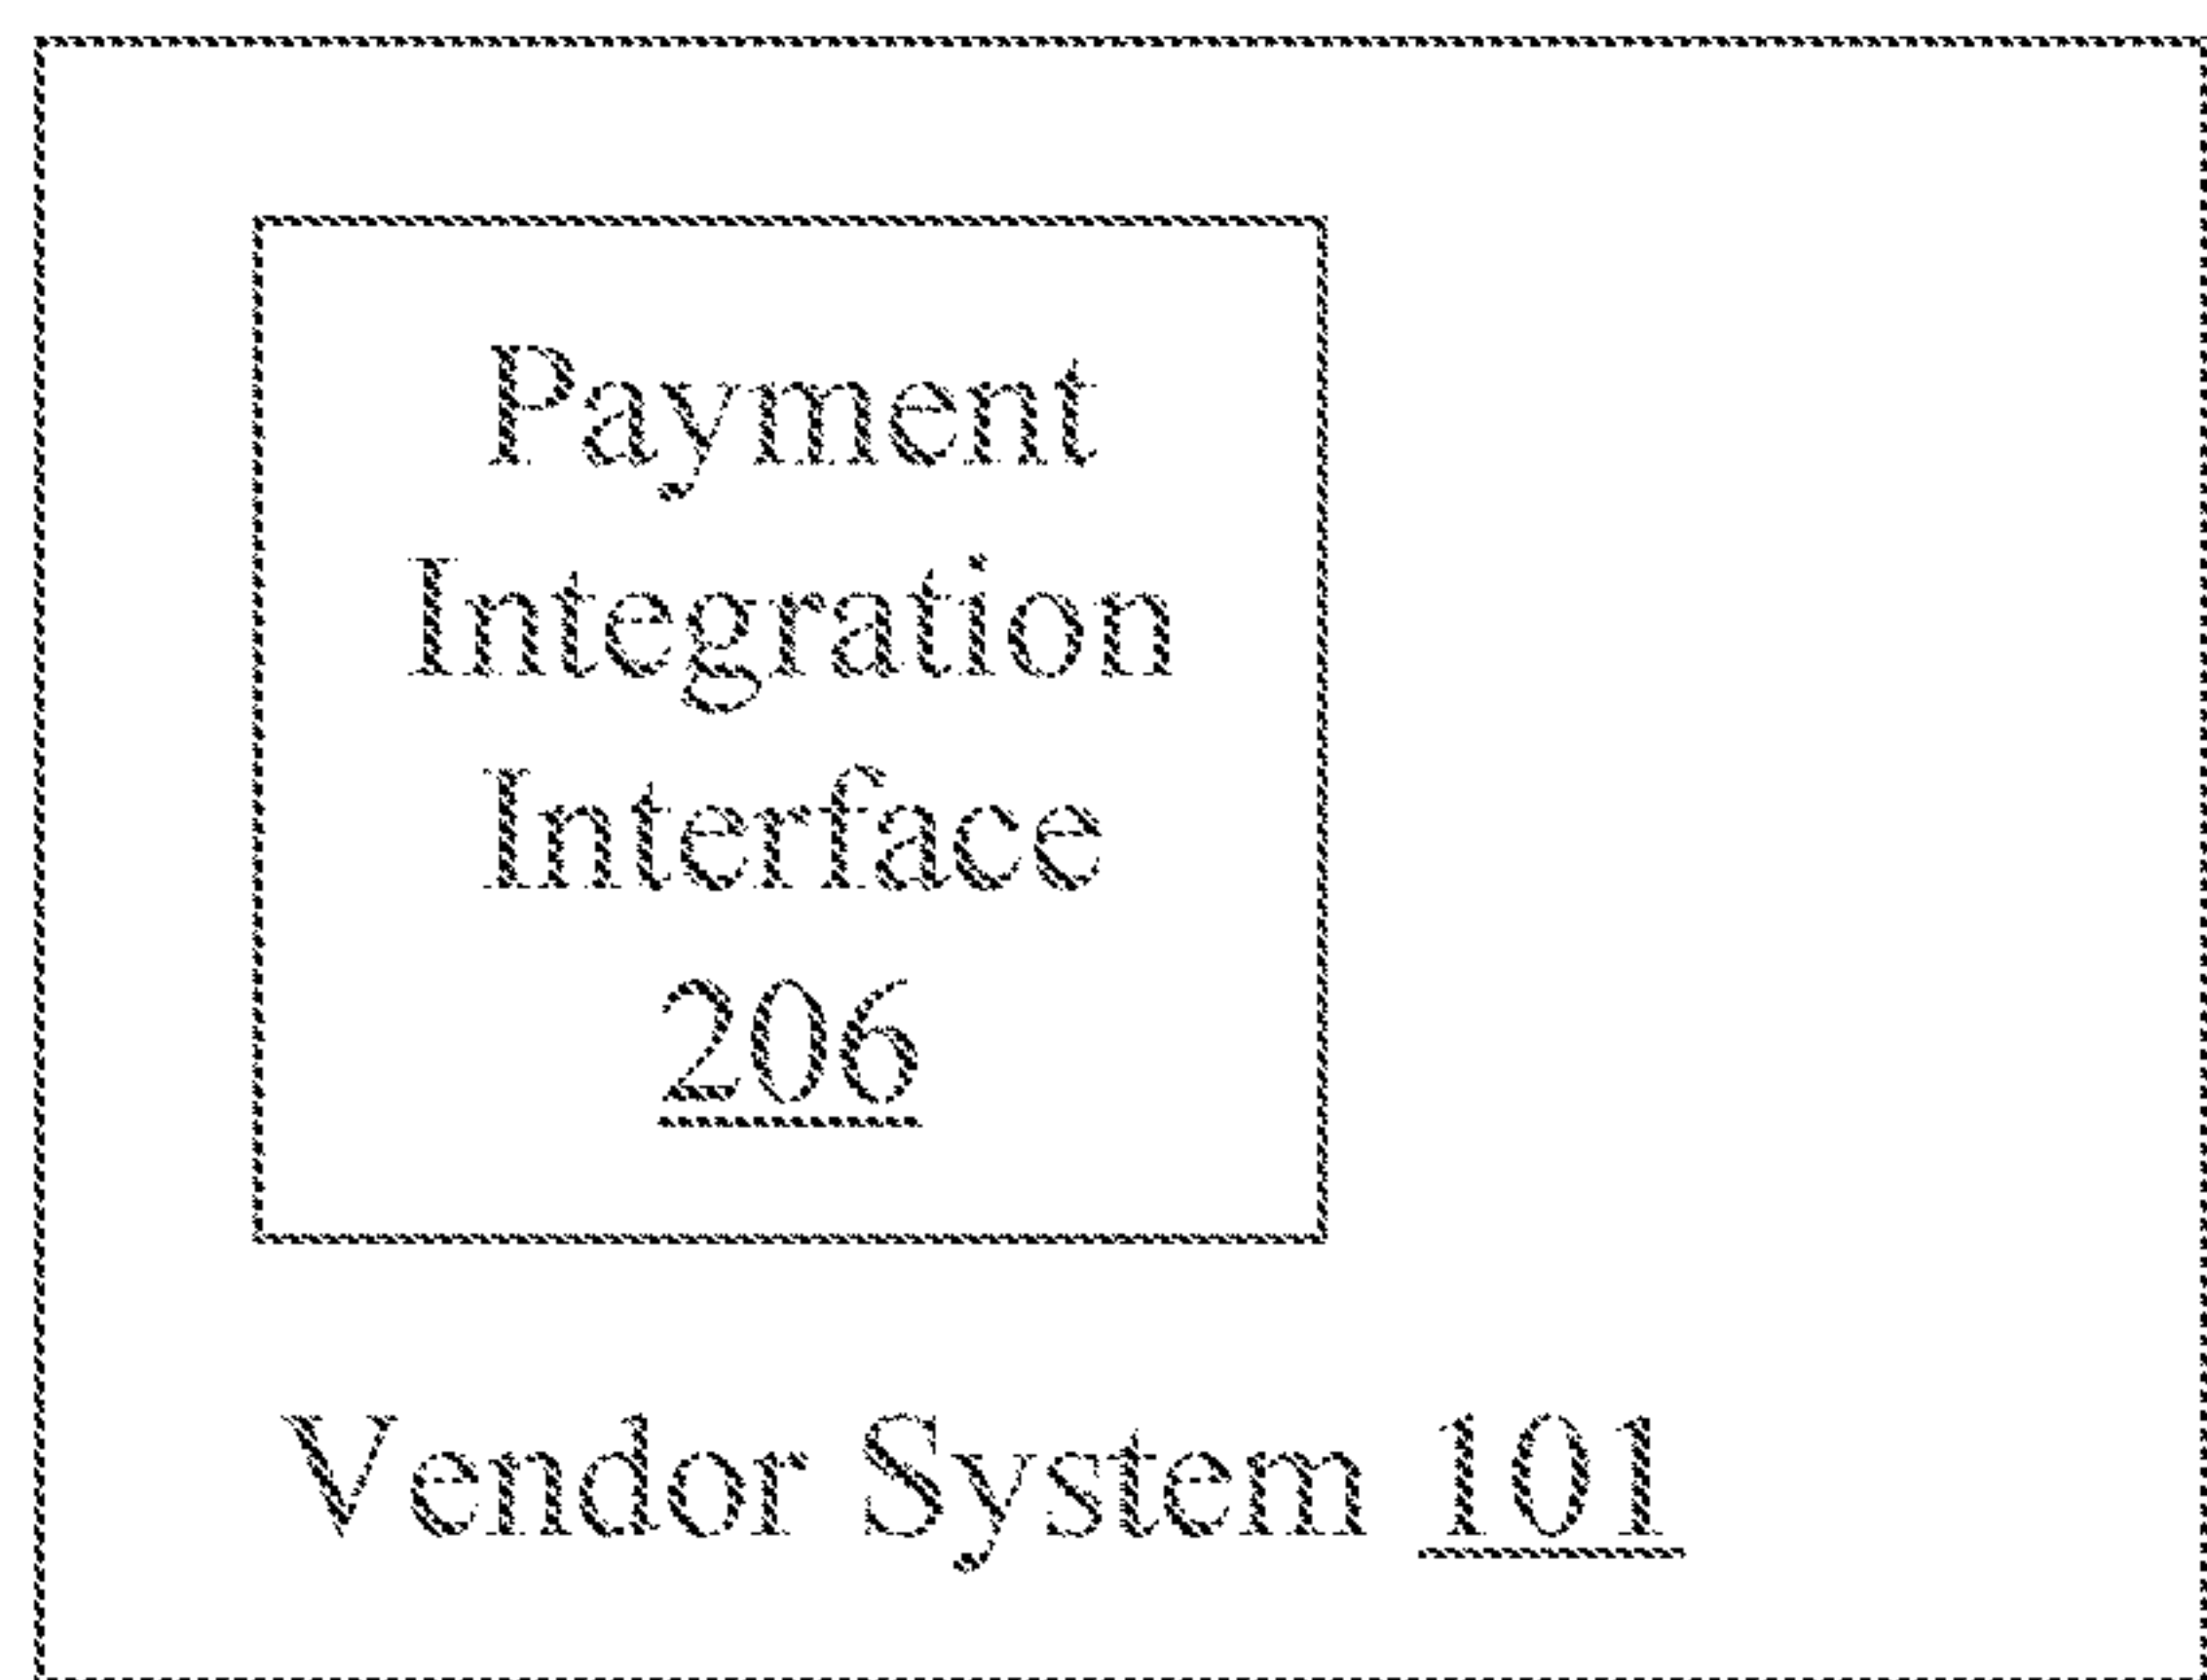 Payment
Integration
Interface
206
Vendor System 101